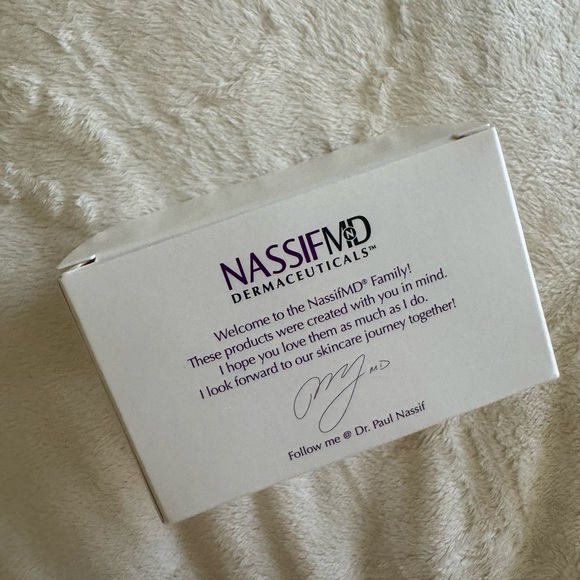 NASSIFMD
DERMACEUTICALS™
Welcome to the NassifMD® Family!
These products were created with you in mind.
I hope you love them as much as I do.
I look forward to our skincare journey together!
MD
Follow me @ Dr. Paul Nassif